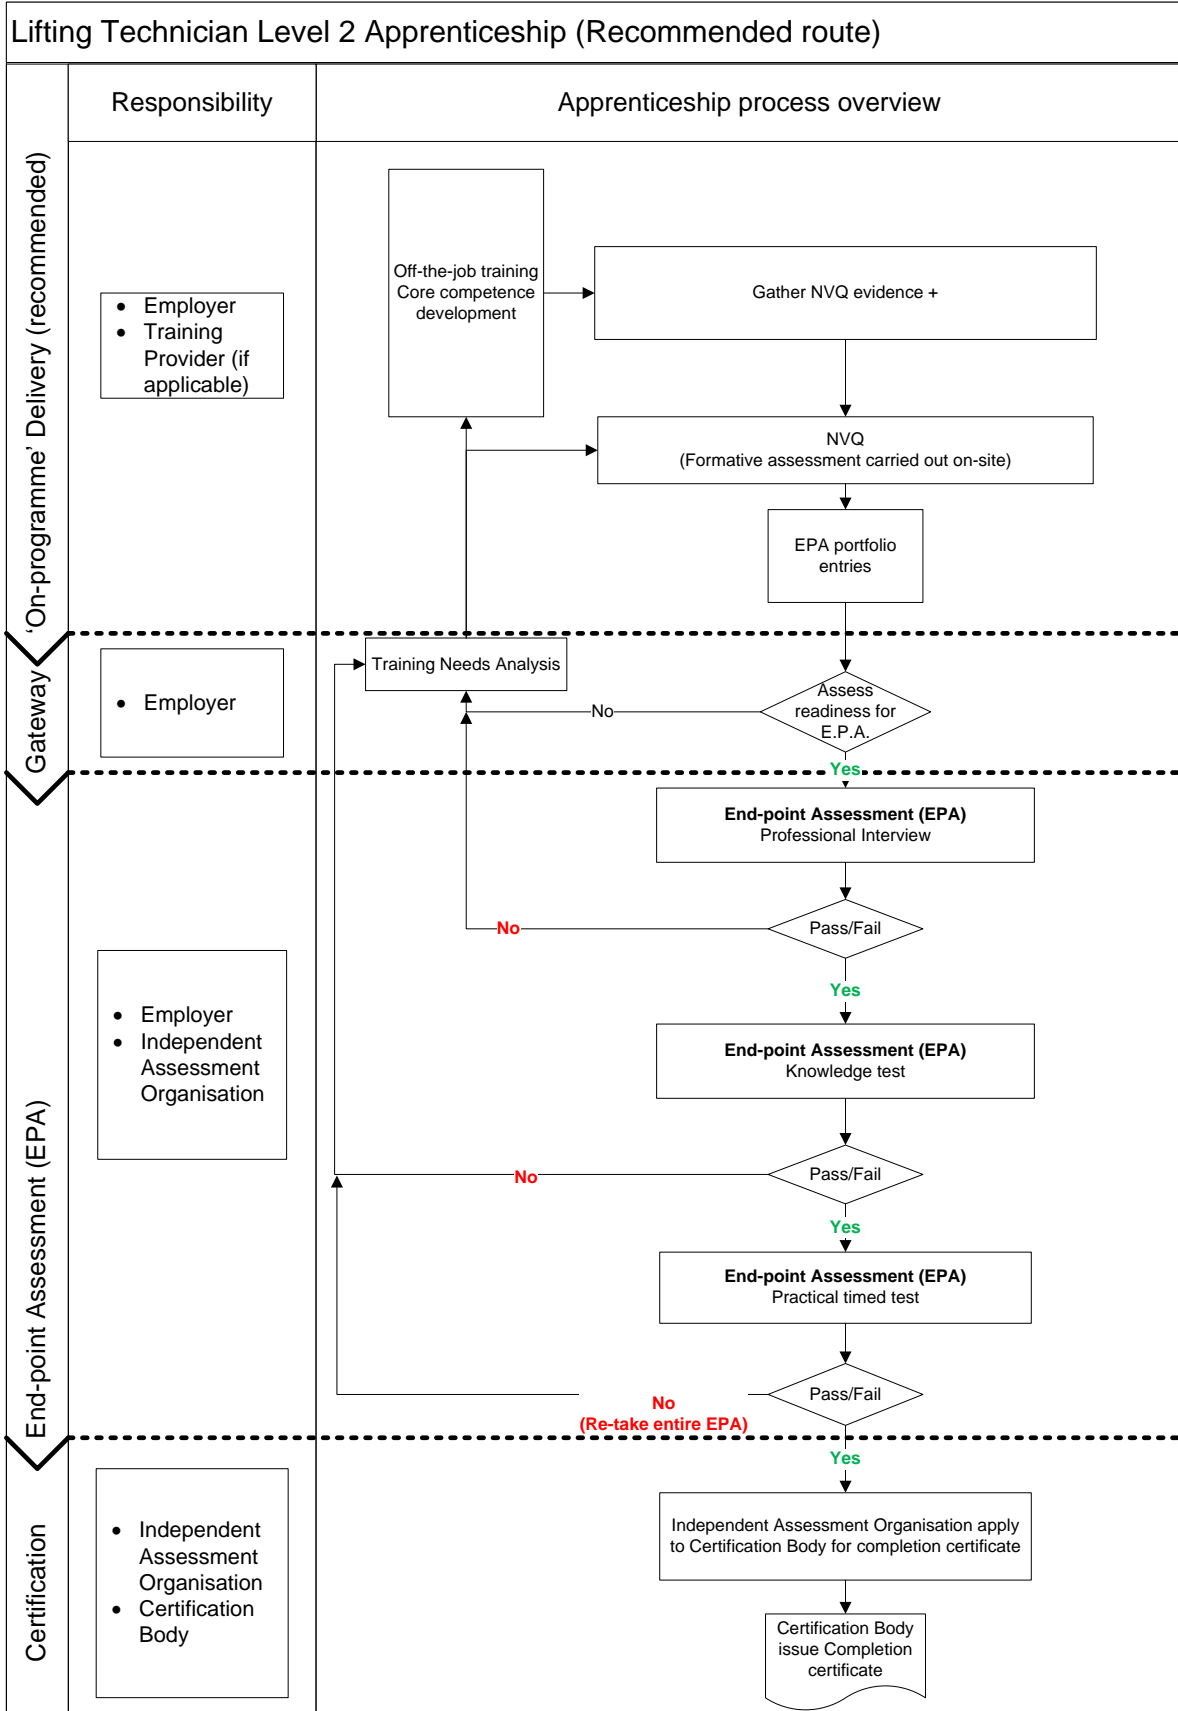 Lifting Technician Level 2 Apprenticeship (Recommended route)
Responsibility
Apprenticeship process overview
‘On-programme’ Delivery (recommended)
• Employer
• Training
Provider (if
applicable)
Off-the-job training
Core competence
development
Gather NVQ evidence +
NVQ
(Formative assessment carried out on-site)
EPA portfolio
entries
Gateway
• Employer
Training Needs Analysis
No
Assess
readiness for
E.P.A.
Yes
End-point Assessment (EPA)
• Employer
• Independent
Assessment
Organisation
End-point Assessment (EPA)
Professional Interview
Pass/Fail
No
Yes
End-point Assessment (EPA)
Knowledge test
Pass/Fail
No
Yes
End-point Assessment (EPA)
Practical timed test
Pass/Fail
No
(Re-take entire EPA)
Yes
Certification
• Independent
Assessment
Organisation
• Certification
Body
Independent Assessment Organisation apply
to Certification Body for completion certificate
Certification Body
issue Completion
certificate